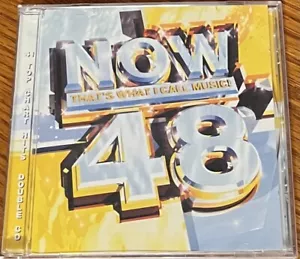 NOW
THAT'S WHAT I CALL MUSIC!
48
41 TOP CHART HITS DOUBLE CD